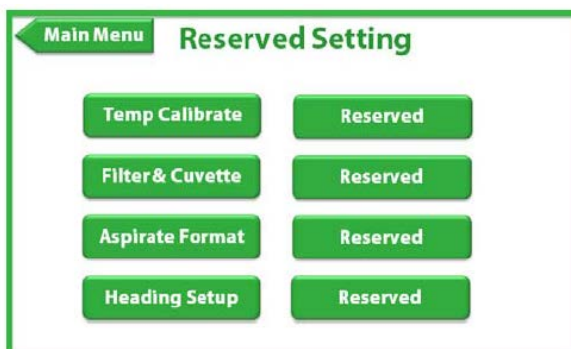 Main Menu
Reserved Setting
Temp Calibrate
Reserved
Filter & Cuvette
Reserved
Aspirate Format
Reserved
Heading Setup
Reserved